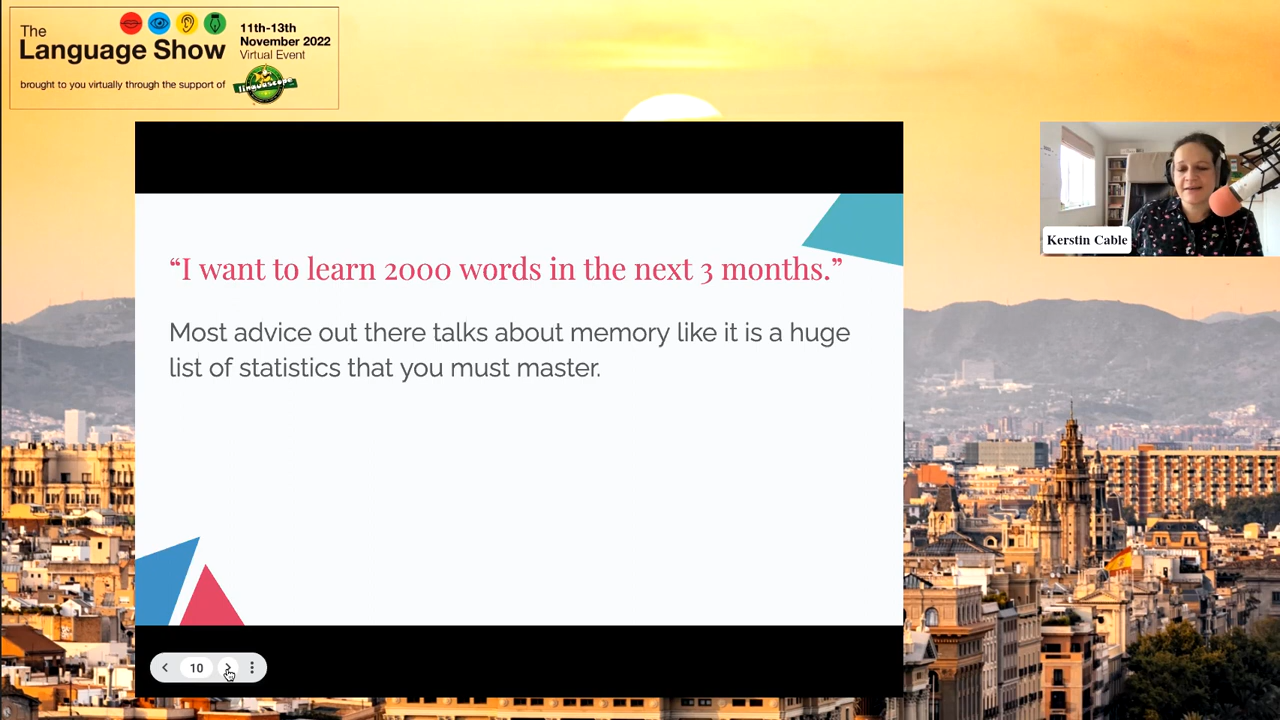 The
Language Show
11th-13th
November 2022
Virtual Event
brought to you virtually through the support of
linguascope
Kerstin Cable
“I want to learn 2000 words in the next 3 months.”
Most advice out there talks about memory like it is a huge
list of statistics that you must master.
10